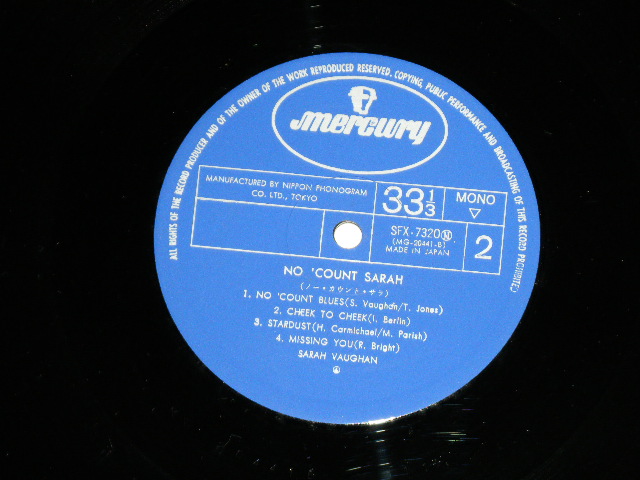 ALL RIGHTS OF THE RECORD PRODUCER AND OF THE OWNER OF THE WORK REPRODUCED RESERVED. COPYING, PUBLIC PERFORMANCE AND BROADCASTING OF THIS RECORD PROHIBITED
mercury
MANUFACTURED BY NIPPON PHONOGRAM
CO. LTD., TOKYO
33 1/3
MONO
▽
SFX-7320Ⓝ
(MG-20441-B)
MADE IN JAPAN
2
NO 'COUNT SARAH
(ノー・カウント・サラ)
1. NO 'COUNT BLUES(S. Vaughan/T. Jones)
2. CHEEK TO CHEEK(I. Berlin)
3. STARDUST(H. Carmichael/M. Parish)
4. MISSING YOU(R. Bright)
SARAH VAUGHAN